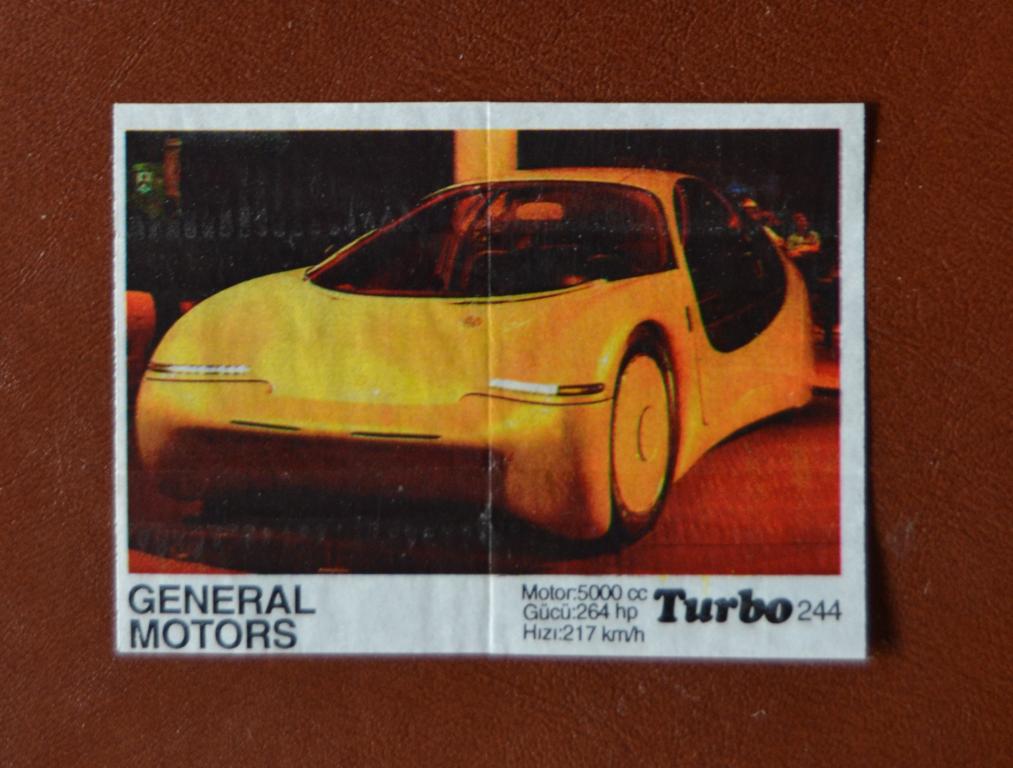 GENERAL
MOTORS
Motor:5000 cc
Gücü:264 hp
Hızı:217 km/h
Turbo 244